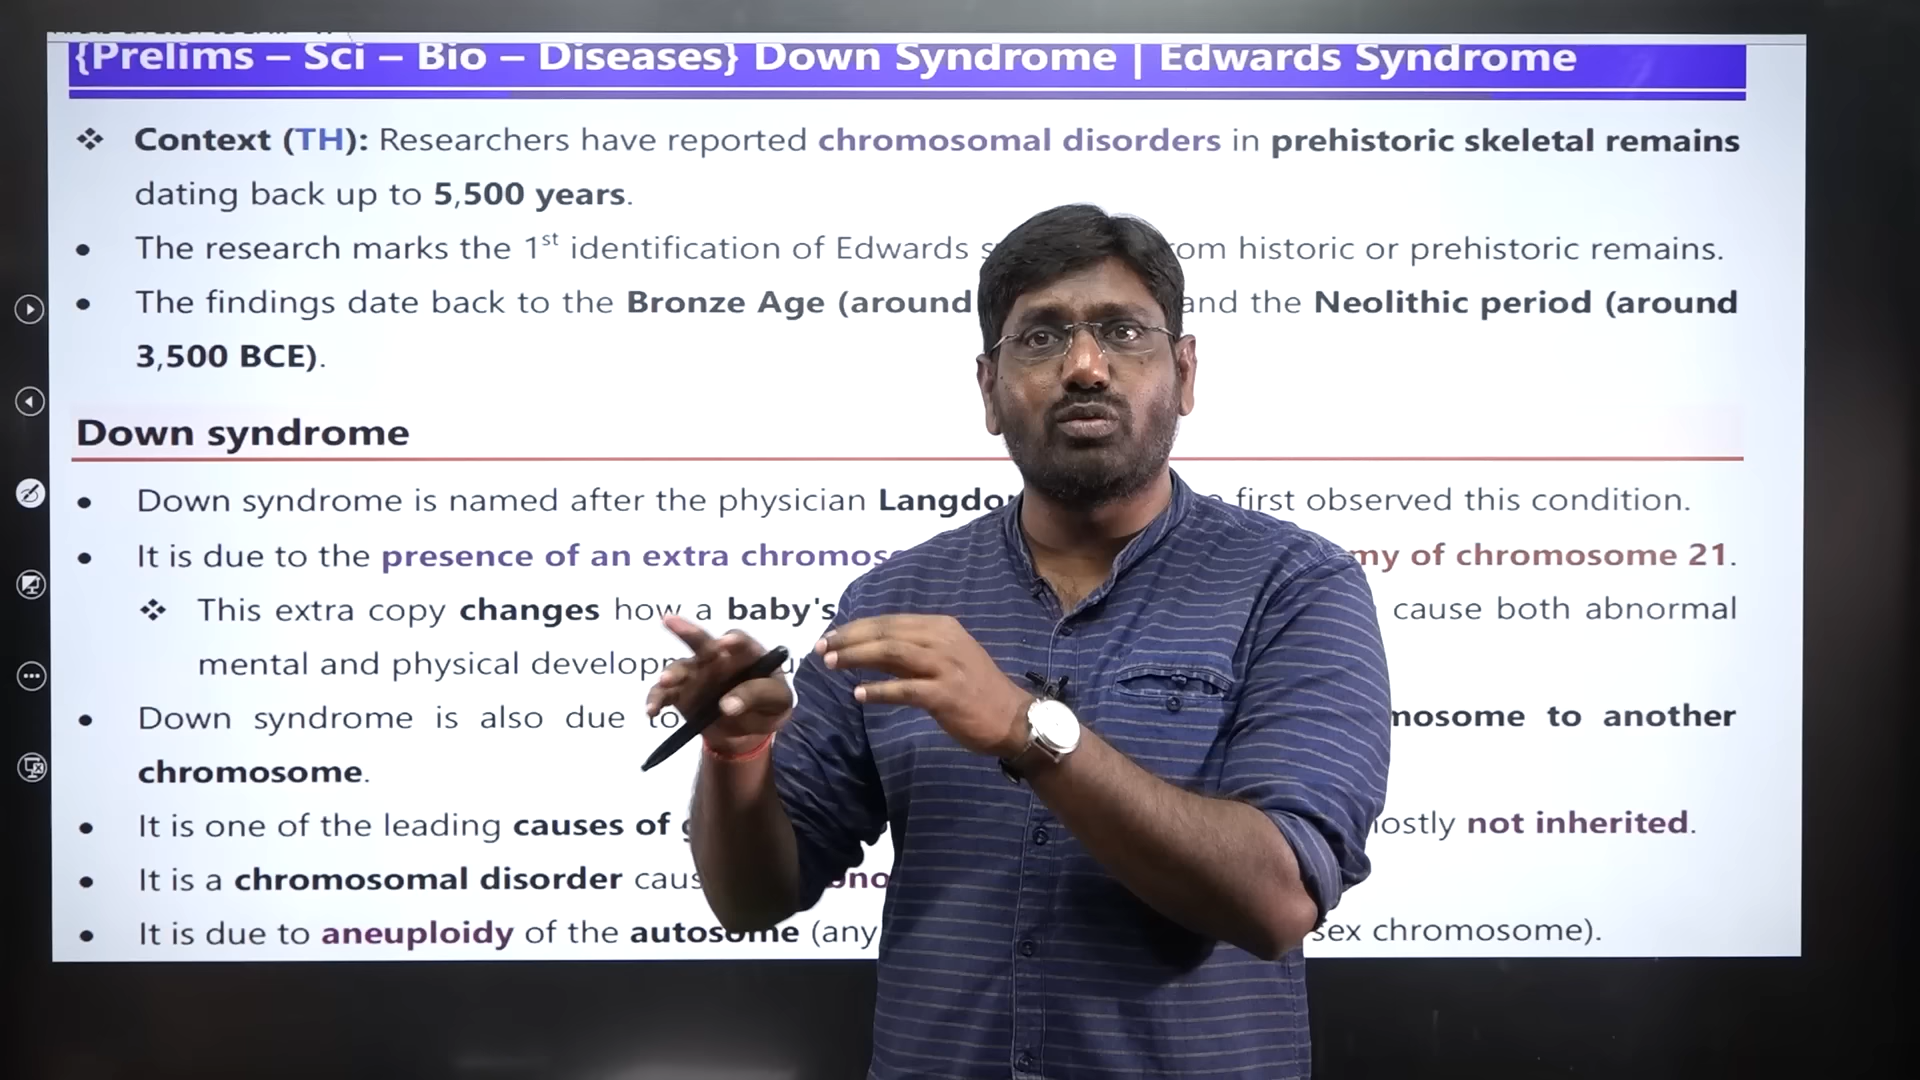 {Prelims – Sci – Bio – Diseases} Down Syndrome | Edwards Syndrome
❖ Context (TH): Researchers have reported chromosomal disorders in prehistoric skeletal remains
dating back up to 5,500 years.
• The research marks the 1st identification of Edwards om historic or prehistoric remains.
• The findings date back to the Bronze Age (around and the Neolithic period (around
3,500 BCE).
Down syndrome
• Down syndrome is named after the physician Langdo first observed this condition.
• It is due to the presence of an extra chromos my of chromosome 21.
❖ This extra copy changes how a baby's cause both abnormal
mental and physical develop
• Down syndrome is also due to mosome to another
chromosome.
• It is one of the leading causes of ostly not inherited.
• It is a chromosomal disorder caus
• It is due to aneuploidy of the autosome (any sex chromosome).